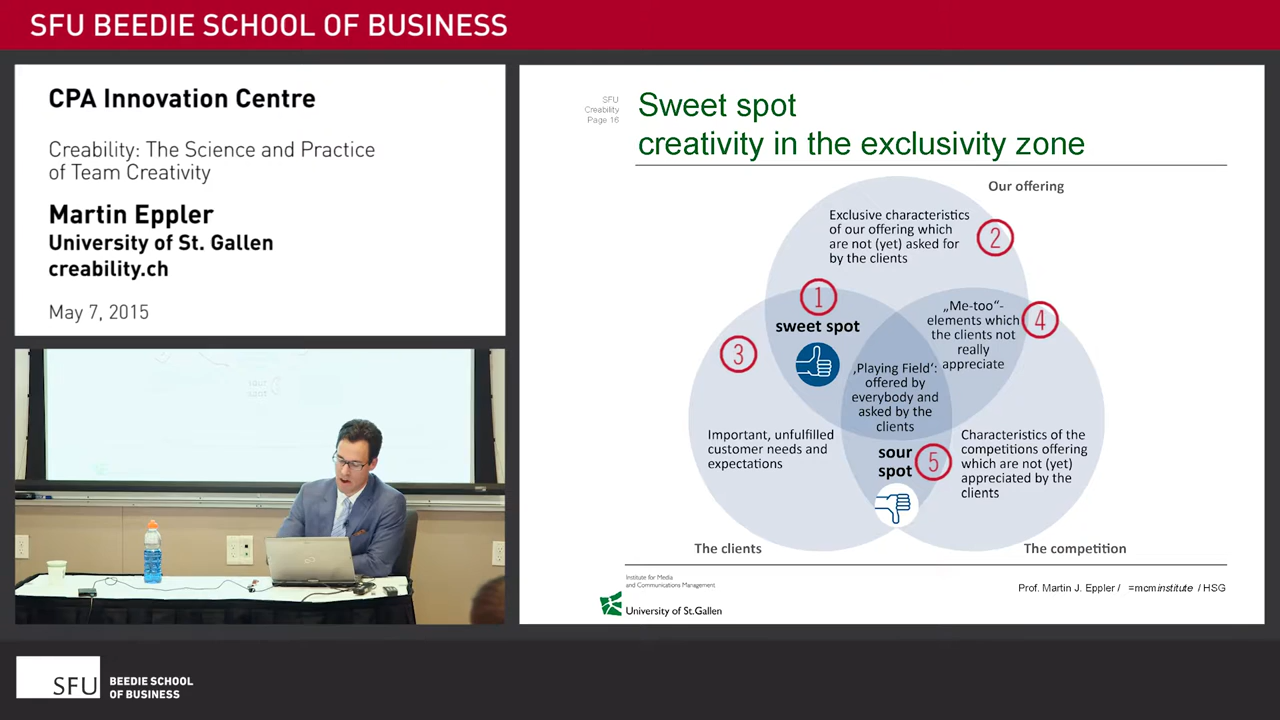 SFU BEEDIE SCHOOL OF BUSINESS
CPA Innovation Centre
Creability: The Science and Practice
of Team Creativity
Martin Eppler
University of St. Gallen
creability.ch
May 7, 2015
SFU
Creability
Page 16
Sweet spot
creativity in the exclusivity zone
Our offering
Exclusive characteristics
of our offering which
are not (yet) asked for
by the clients
2
1
sweet spot
3
„Me-too“-
elements which
the clients not
really
appreciate
4
‚Playing Field‘:
offered by
everybody and
asked by the
clients
Important, unfulfilled
customer needs and
expectations
sour
spot
5
Characteristics of the
competitions offering
which are not (yet)
appreciated by the
clients
The clients
The competition
Institute for Media
and Communications Management
University of St.Gallen
Prof. Martin J. Eppler / =mcminstitute / HSG
sour
spot
SFU
BEEDIE SCHOOL
OF BUSINESS